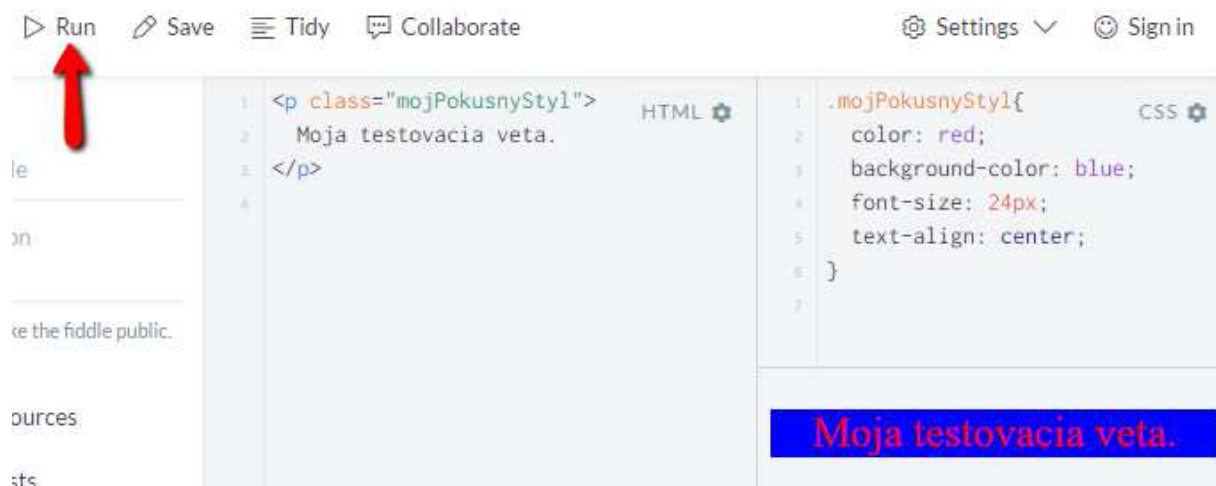 Run Save Tidy Collaborate Settings Sign in
le
on
ke the fiddle public.
ources
sts
HTML
1 <p class="mojPokusnyStyl">
2 Moja testovacia veta.
3 </p>
4
CSS
1 .mojPokusnyStyl{
2 color: red;
3 background-color: blue;
4 font-size: 24px;
5 text-align: center;
6 }
7
Moja testovacia veta.